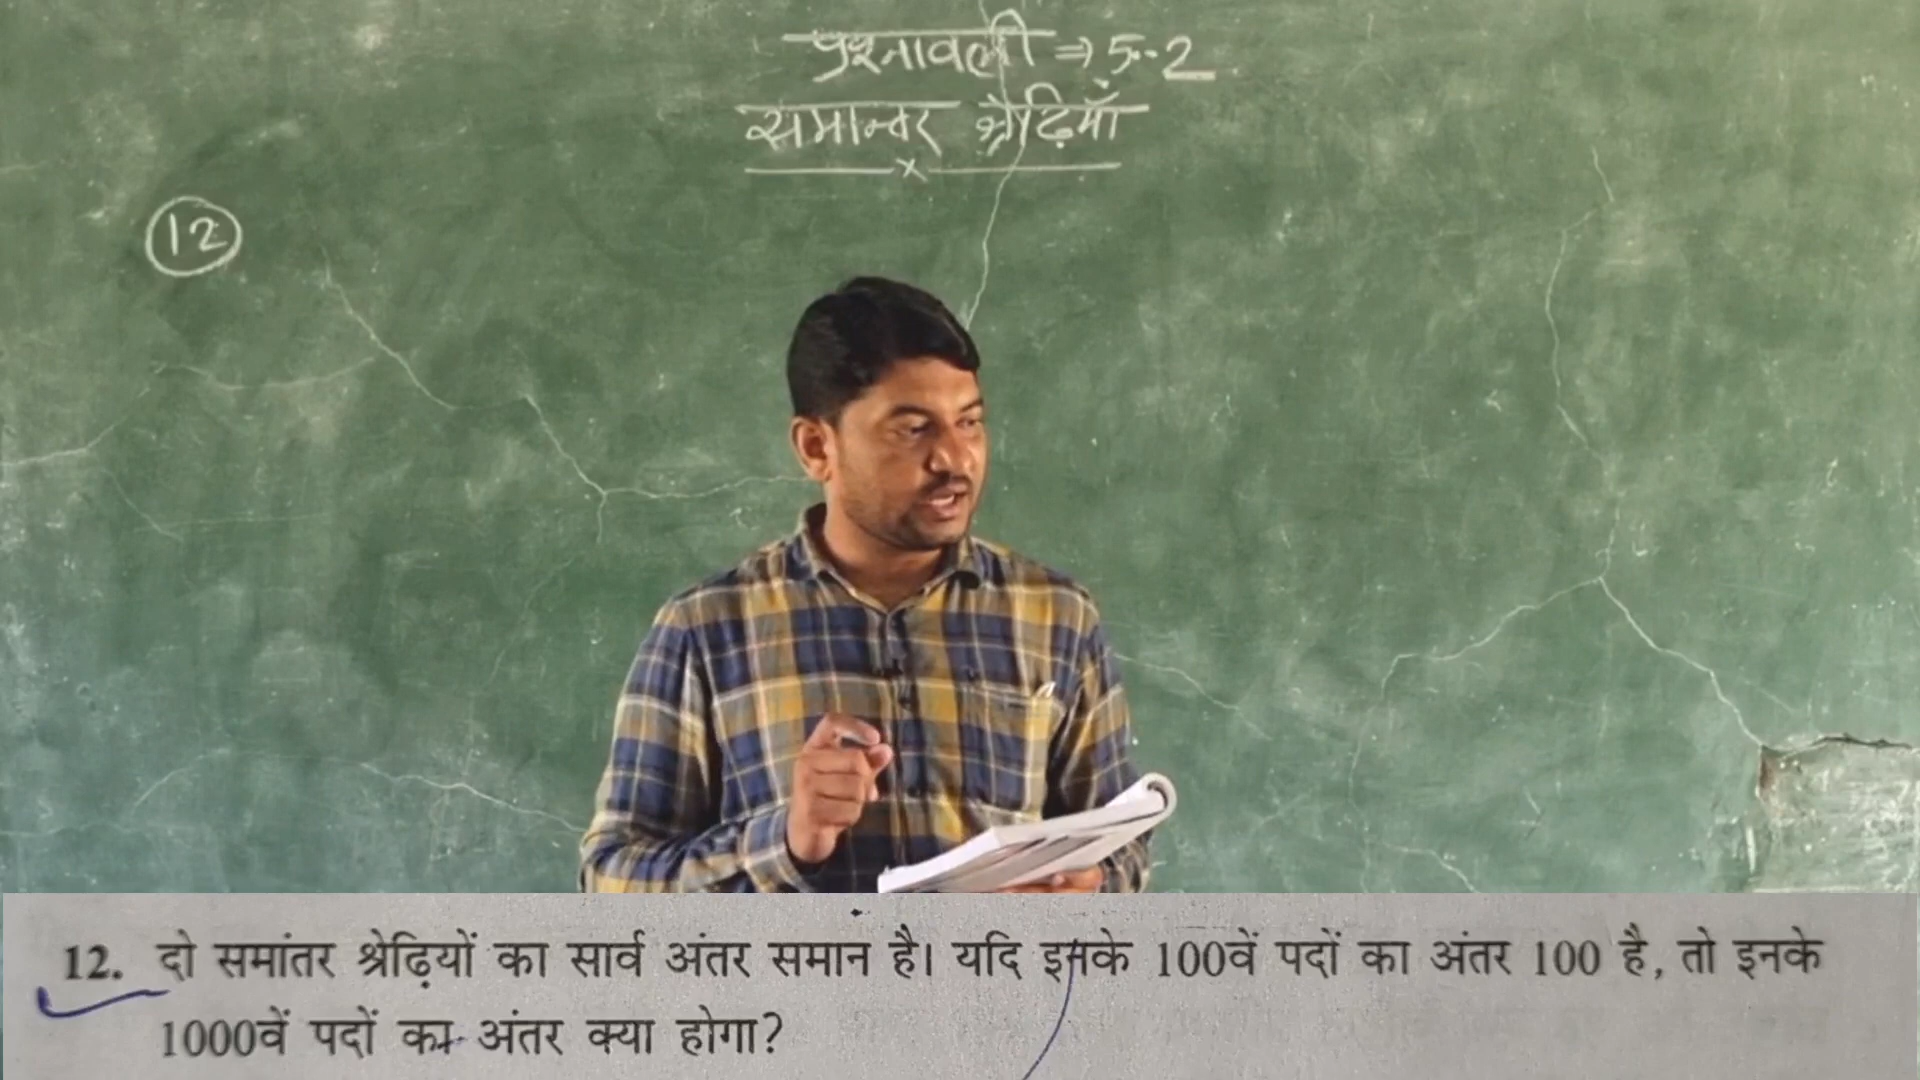 प्रश्नावली ⇒ 5.2
समान्तर श्रेढ़ियाँ
12
12. दो समांतर श्रेढ़ियों का सार्व अंतर समान है। यदि इनके 100वें पदों का अंतर 100 है, तो इनके
1000वें पदों का अंतर क्या होगा?